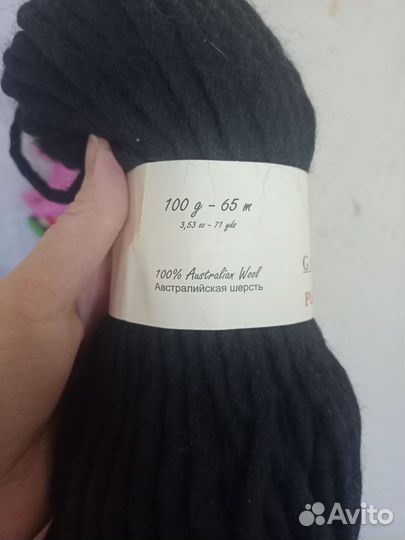 100 g - 65 m
3,53 oz - 71 yds
100% Australian Wool
Австралийская шерсть
G
Avito